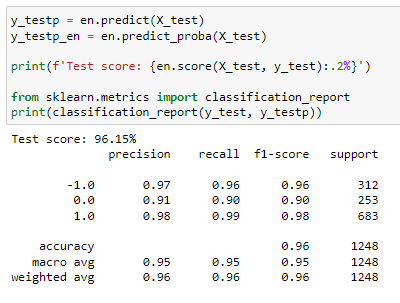 y_testp = en.predict(X_test)
y_testp_en = en.predict_proba(X_test)
print(f'Test score: {en.score(X_test, y_test):.2%}')
from sklearn.metrics import classification_report
print(classification_report(y_test, y_testp))
Test score: 96.15%
precision recall f1-score support
-1.0 0.97 0.96 0.96 312
0.0 0.91 0.90 0.90 253
1.0 0.98 0.99 0.98 683
accuracy 0.96 1248
macro avg 0.95 0.95 0.95 1248
weighted avg 0.96 0.96 0.96 1248